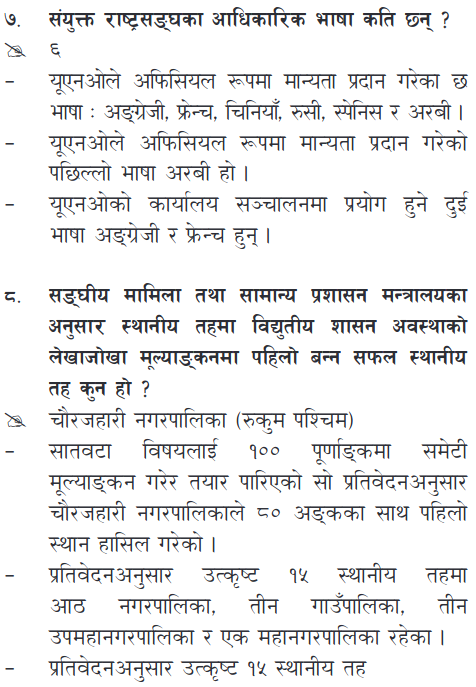 ७. संयुक्त राष्ट्रसङ्घका आधिकारिक भाषा कति छन् ?
६
– यूएनओले अफिसियल रूपमा मान्यता प्रदान गरेका छ
भाषा : अङ्ग्रेजी, फ्रेन्च, चिनियाँ, रुसी, स्पेनिस र अरबी ।
– यूएनओले अफिसियल रूपमा मान्यता प्रदान गरेको
पछिल्लो भाषा अरबी हो ।
– यूएनओको कार्यालय सञ्चालनमा प्रयोग हुने दुई
भाषा अङ्ग्रेजी र फ्रेन्च हुन् ।
८. सङ्घीय मामिला तथा सामान्य प्रशासन मन्त्रालयका
अनुसार स्थानीय तहमा विद्युतीय शासन अवस्थाको
लेखाजोखा मूल्याङ्कनमा पहिलो बन्न सफल स्थानीय
तह कुन हो ?
चौरजहारी नगरपालिका (रुकुम पश्चिम)
– सातवटा विषयलाई १०० पूर्णाङ्कमा समेटी
मूल्याङ्कन गरेर तयार पारिएको सो प्रतिवेदनअनुसार
चौरजहारी नगरपालिकाले ८० अङ्कका साथ पहिलो
स्थान हासिल गरेको ।
– प्रतिवेदनअनुसार उत्कृष्ट १५ स्थानीय तहमा
आठ नगरपालिका, तीन गाउँपालिका, तीन
उपमहानगरपालिका र एक महानगरपालिका रहेका ।
– प्रतिवेदनअनुसार उत्कृष्ट १५ स्थानीय तह